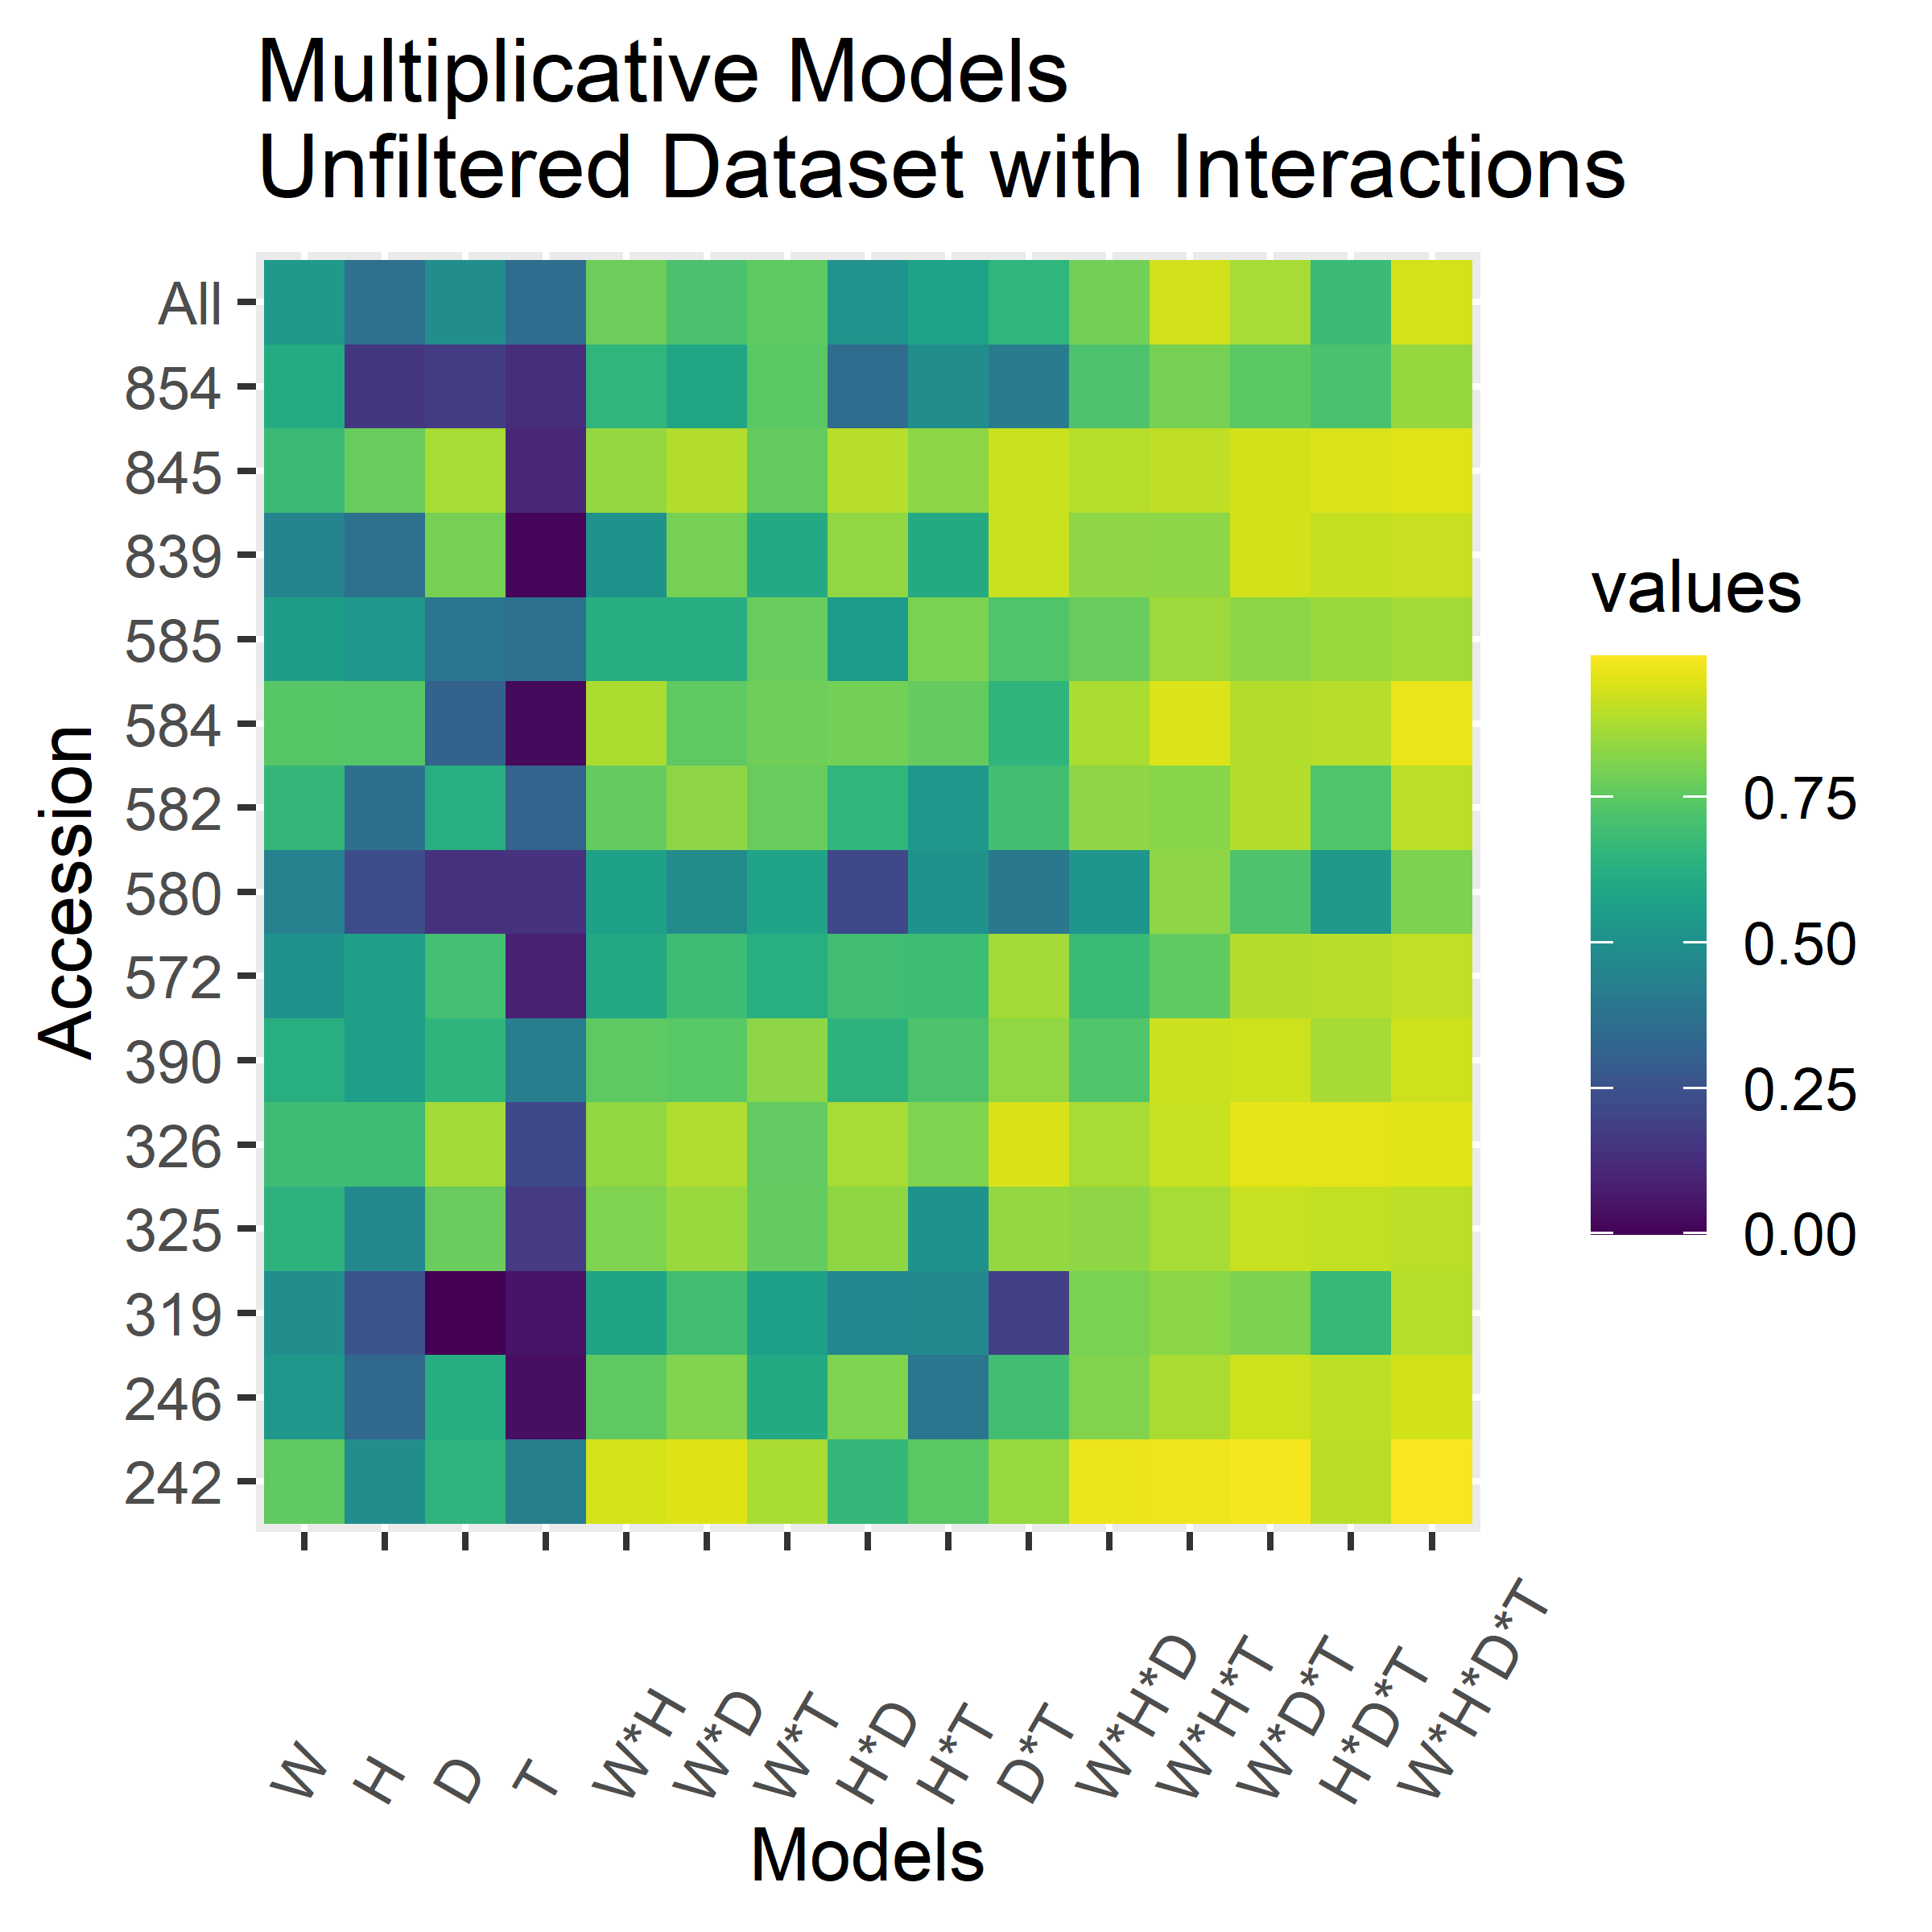 Multiplicative Models
Unfiltered Dataset with Interactions
Accession
All
854
845
839
585
584
582
580
572
390
326
325
319
246
242
W
H
D
T
W*H
W*D
W*T
H*D
H*T
D*T
W*H*D
W*H*T
W*D*T
H*D*T
W*H*D*T
Models
values
0.75
0.50
0.25
0.00